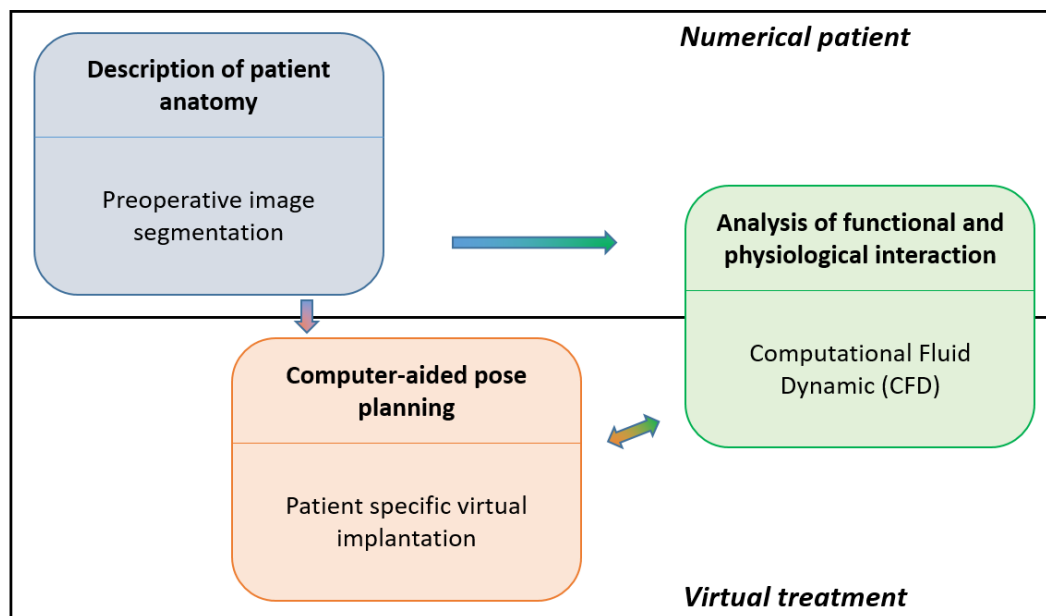 Numerical patient
Description of patient
anatomy
Preoperative image
segmentation
Analysis of functional and
physiological interaction
Computational Fluid
Dynamic (CFD)
Computer-aided pose
planning
Patient specific virtual
implantation
Virtual treatment